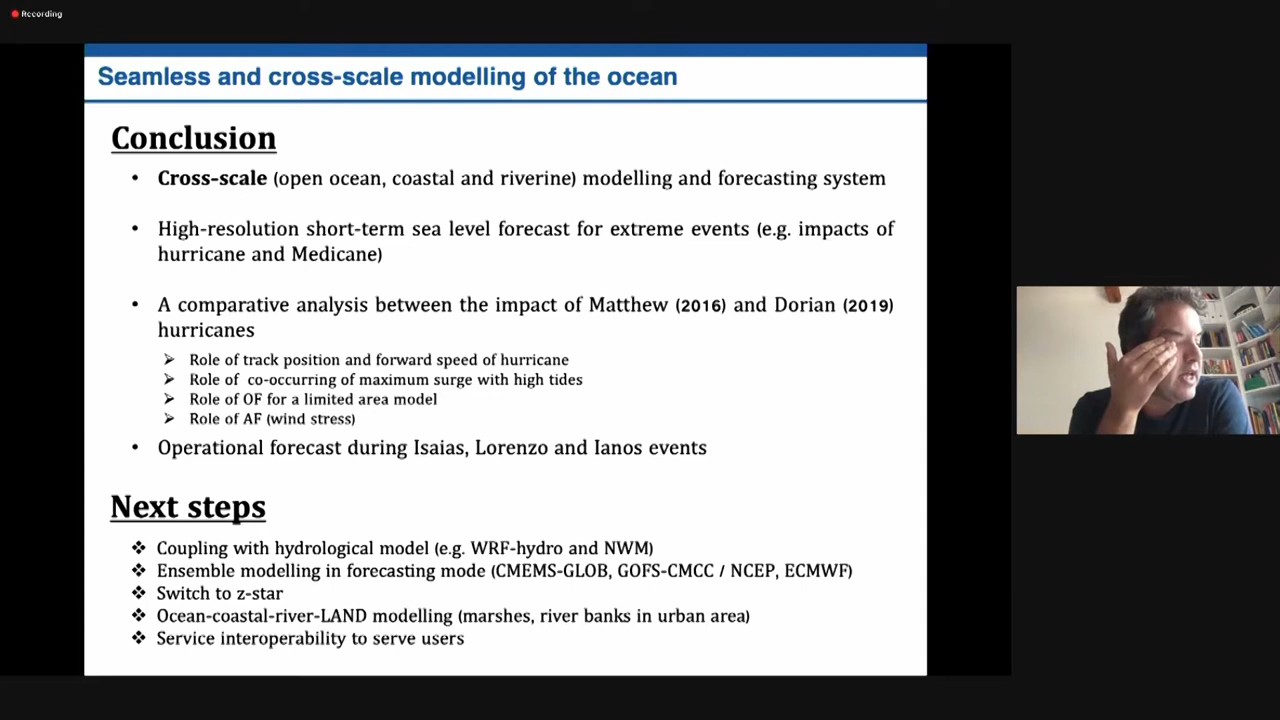 Recording
Seamless and cross-scale modelling of the ocean
Conclusion
• Cross-scale (open ocean, coastal and riverine) modelling and forecasting system
• High-resolution short-term sea level forecast for extreme events (e.g. impacts of
hurricane and Medicane)
• A comparative analysis between the impact of Matthew (2016) and Dorian (2019)
hurricanes
➢ Role of track position and forward speed of hurricane
➢ Role of co-occurring of maximum surge with high tides
➢ Role of OF for a limited area model
➢ Role of AF (wind stress)
• Operational forecast during Isaias, Lorenzo and Ianos events
Next steps
❖ Coupling with hydrological model (e.g. WRF-hydro and NWM)
❖ Ensemble modelling in forecasting mode (CMEMS-GLOB, GOFS-CMCC / NCEP, ECMWF)
❖ Switch to z-star
❖ Ocean-coastal-river-LAND modelling (marshes, river banks in urban area)
❖ Service interoperability to serve users